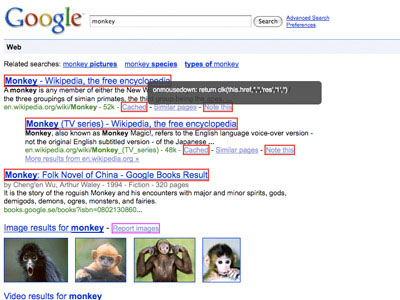 Google
monkey
Search
Advanced Search
Preferences
Web
Related searches: monkey pictures monkey species types of monkey
Monkey - Wikipedia, the free encyclopedia
onmousedown: return clk(this.href,'','','res','1','')
A monkey is any member of either the New
the three groupings of simian primates, the third group being the apes. ...
en.wikipedia.org/wiki/Monkey - 52k - Cached - Similar pages - Note this
Monkey (TV series) - Wikipedia, the free encyclopedia
Monkey, also known as Monkey Magic!, refers to the English language voice-over version -
not the original English subtitled version - of the Japanese ...
en.wikipedia.org/wiki/Monkey_(TV_series) - 48k - Cached - Similar pages - Note this
More results from en.wikipedia.org »
Monkey: Folk Novel of China - Google Books Result
by Cheng'en Wu, Arthur Waley - 1994 - Fiction - 320 pages
It is the story of the roguish Monkey and his encounters with major and minor spirits, gods,
demigods, demons, ogres, monsters, and fairies.
books.google.se/books?isbn=0802130860...
Image results for monkey - Report images
Video results for monkey